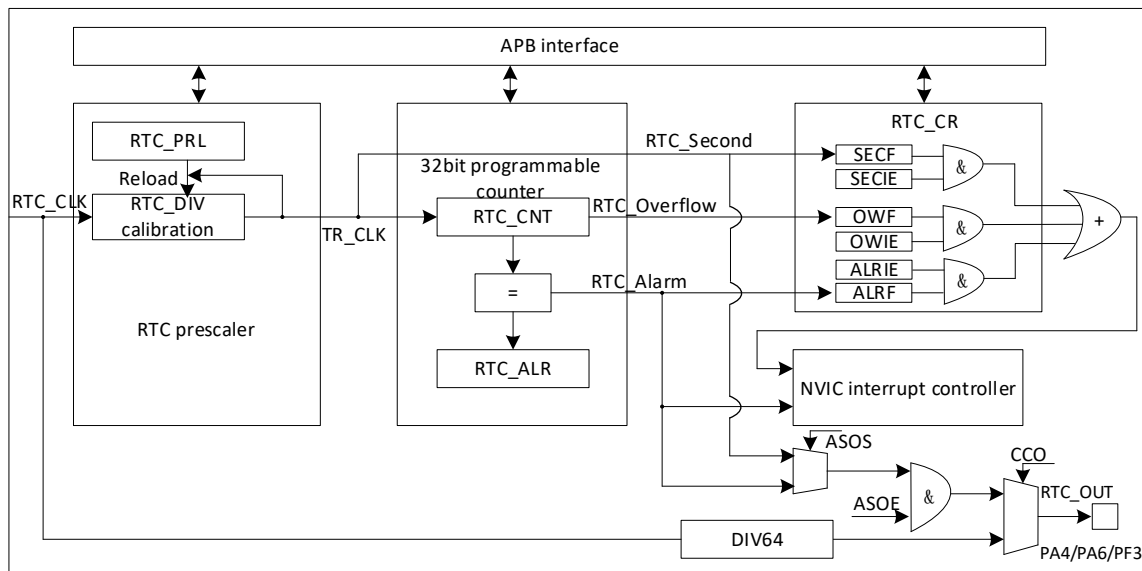 APB interface
RTC_CR
RTC_PRL
RTC_Second
SECF
&
32bit programmable
counter
SECIE
Reload
RTC_CLK
RTC_DIV
calibration
RTC_CNT
RTC_Overflow
OWF
&
+
TR_CLK
OWIE
RTC_Alarm
ALRIE
&
=
ALRF
RTC prescaler
RTC_ALR
NVIC interrupt controller
ASOS
CCO
&
RTC_OUT
ASOE
DIV64
PA4/PA6/PF3